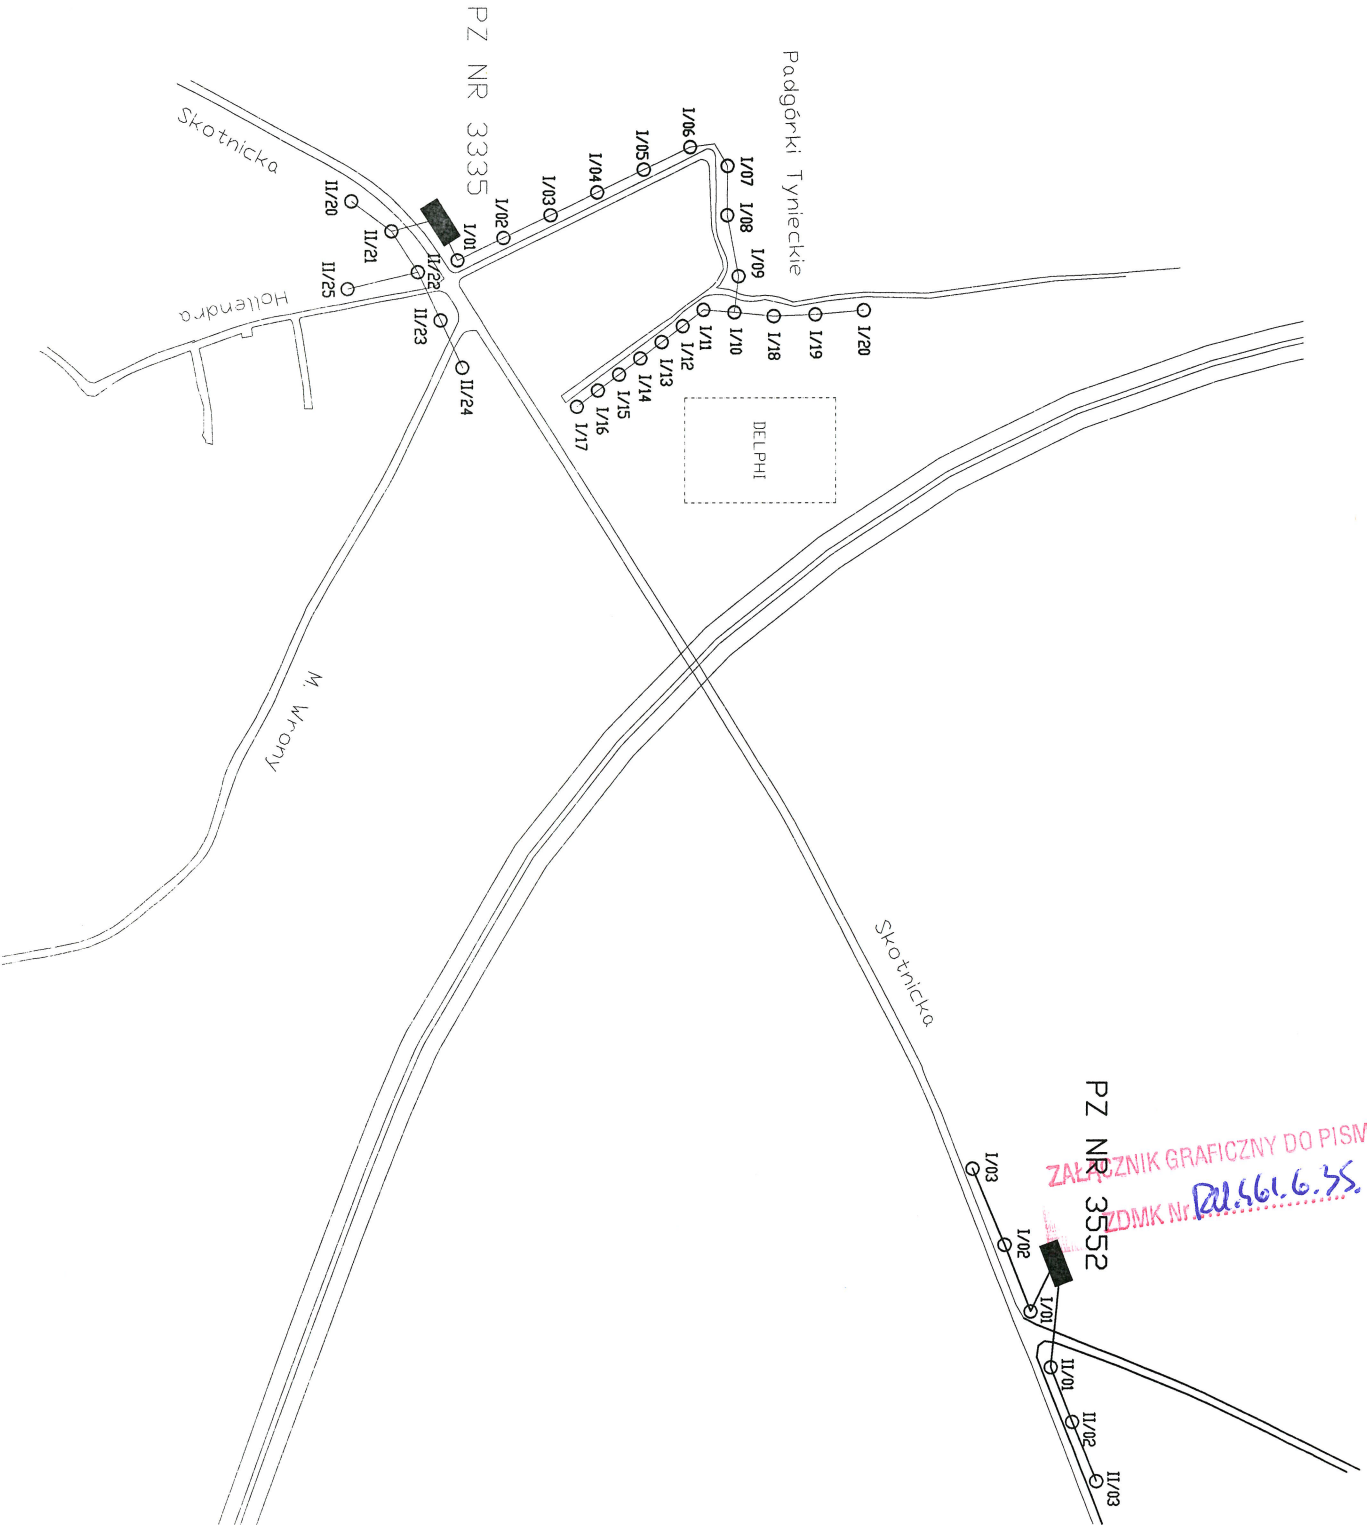 PZ NR 3335
Skotnicka
Padgórki Tynieckie
I/06
I/05
I/04
I/03
I/02
I/01
I/07
I/08
I/09
I/10
I/11
I/12
I/13
I/14
I/15
I/16
I/17
I/18
I/19
I/20
II/20
II/21
II/22
II/23
II/24
II/25
Hollendra
DELPHI
M. Wrony
Skotnicka
PZ NR 3552
ZAŁĄCZNIK GRAFICZNY DO PISM
ZDMK Nr
I/03
I/02
I/01
II/01
II/02
II/03